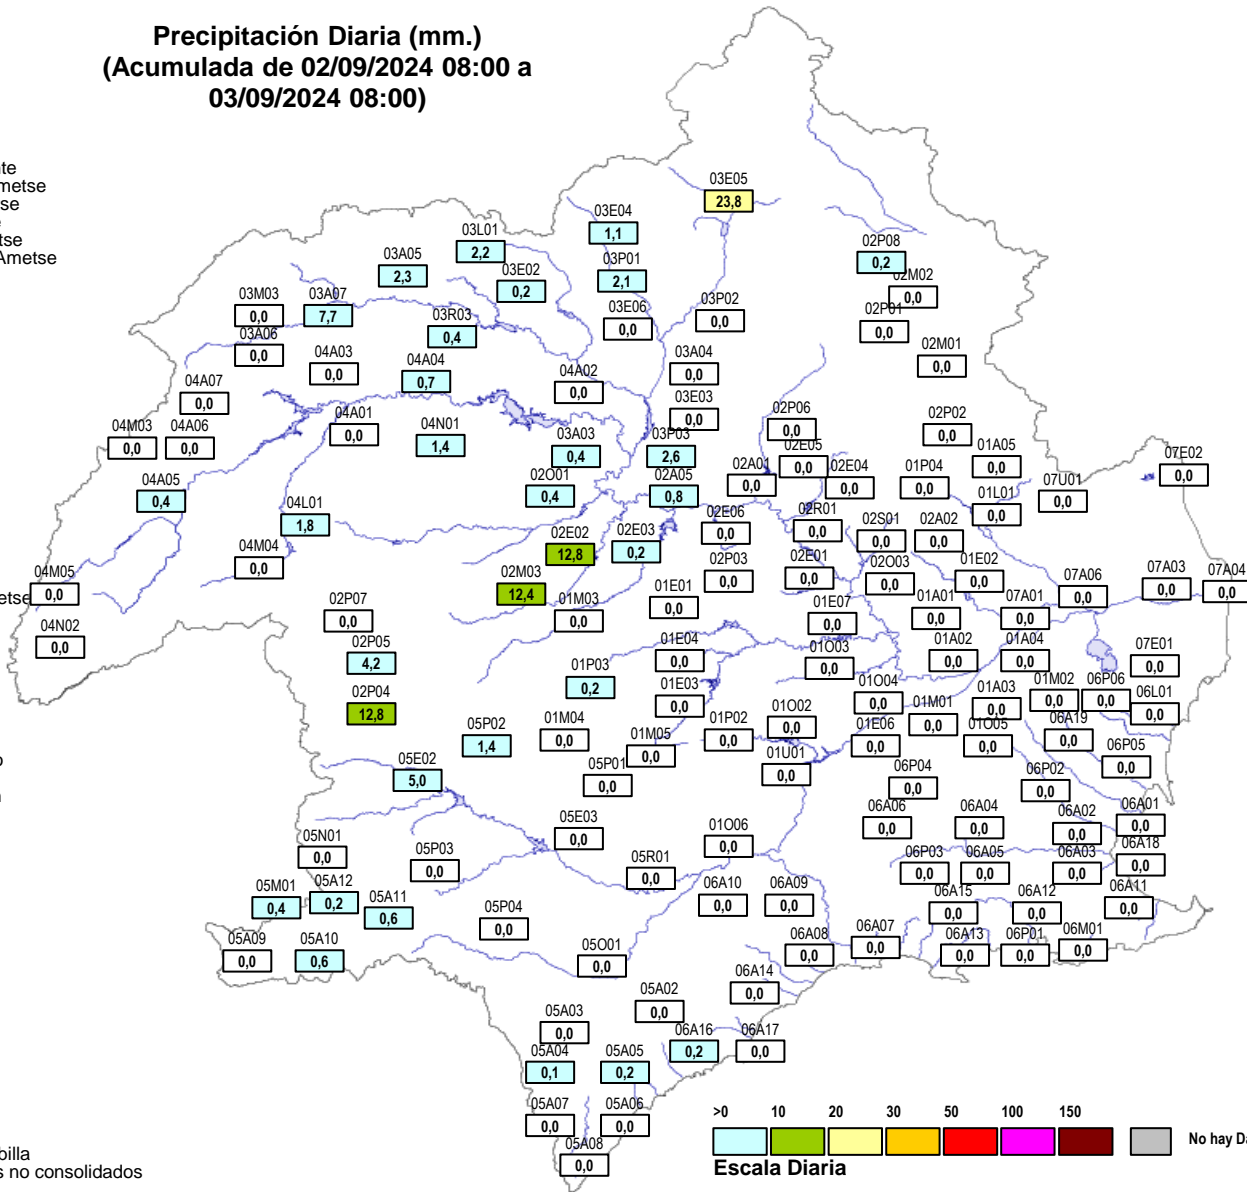 Precipitación Diaria (mm.)
(Acumulada de 02/09/2024 08:00 a
03/09/2024 08:00)
nte
metse
tse
e
tse
Ametse
03E05
23,8
03E04
1,1
03L01
2,2
02P08
0,2
03A05
2,3
03P01
2,1
03E02
0,2
02M02
0,0
03M03
0,0
03A07
7,7
03P02
0,0
03E06
0,0
02P01
0,0
03R03
0,4
03A06
0,0
04A03
0,0
03A04
0,0
02M01
0,0
04A04
0,7
04A02
0,0
04A07
0,0
03E03
0,0
04A01
0,0
02P06
0,0
02P02
0,0
04M03
0,0
04A06
0,0
04N01
1,4
03A03
0,4
03P03
2,6
02E05
0,0
01A05
0,0
07E02
0,0
02A01
0,0
02E04
0,0
01P04
0,0
04A05
0,4
02O01
0,4
02A05
0,8
07U01
0,0
01L01
0,0
04L01
1,8
02R01
0,0
02E06
0,0
02S01
0,0
02A02
0,0
02E02
12,8
02E03
0,2
04M04
0,0
02P03
0,0
02E01
0,0
02O03
0,0
01E02
0,0
04M05
0,0
etse
02M03
12,4
07A06
0,0
07A03
0,0
07A04
0,0
02P07
0,0
01M03
0,0
01E01
0,0
01E07
0,0
01A01
0,0
07A01
0,0
04N02
0,0
02P05
4,2
01E04
0,0
01O03
0,0
01A02
0,0
01A04
0,0
07E01
0,0
01P03
0,2
02P04
12,8
01E03
0,0
01O04
0,0
01A03
0,0
01M02
0,0
06P06
0,0
06L01
0,0
05P02
1,4
01M04
0,0
01P02
0,0
01O02
0,0
01M01
0,0
01E06
0,0
01O05
0,0
06A19
0,0
01M05
0,0
06P05
0,0
05E02
5,0
05P01
0,0
01U01
0,0
06P04
0,0
06P02
0,0
05E03
0,0
06A06
0,0
06A04
0,0
06A02
0,0
06A01
0,0
05N01
0,0
05P03
0,0
01O06
0,0
05R01
0,0
06P03
0,0
06A05
0,0
06A03
0,0
06A18
0,0
05M01
0,4
05A12
0,2
05A11
0,6
06A10
0,0
06A09
0,0
06A15
0,0
06A12
0,0
06A11
0,0
05P04
0,0
05A09
0,0
05A10
0,6
05O01
0,0
06A08
0,0
06A07
0,0
06A13
0,0
06P01
0,0
06M01
0,0
06A14
0,0
05A02
0,0
05A03
0,0
06A16
0,2
06A17
0,0
05A04
0,1
05A05
0,2
05A07
0,0
05A06
0,0
05A08
0,0
>0 10 20 30 50 100 150
No hay Da
Escala Diaria
billa
s no consolidados